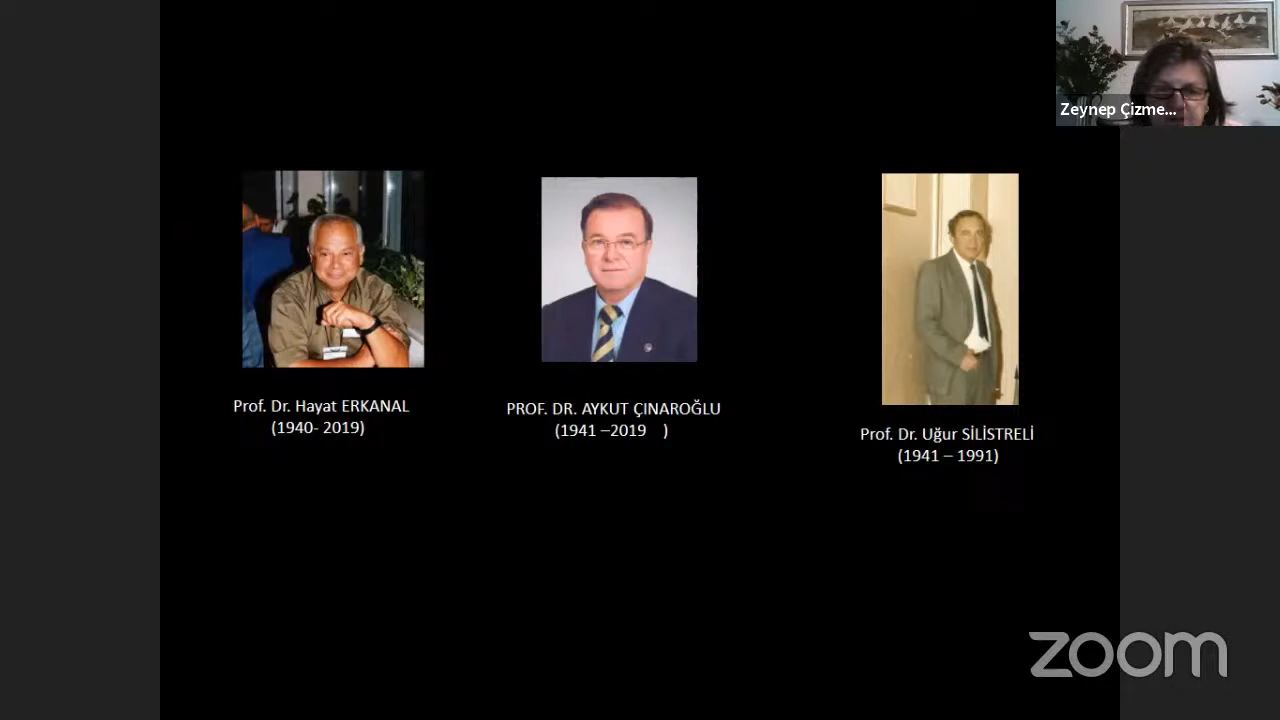 Zeynep Çizme...
Prof. Dr. Hayat ERKANAL
(1940- 2019)
PROF. DR. AYKUT ÇINAROĞLU
(1941 –2019 )
Prof. Dr. Uğur SİLİSTRELİ
(1941 – 1991)
zoom